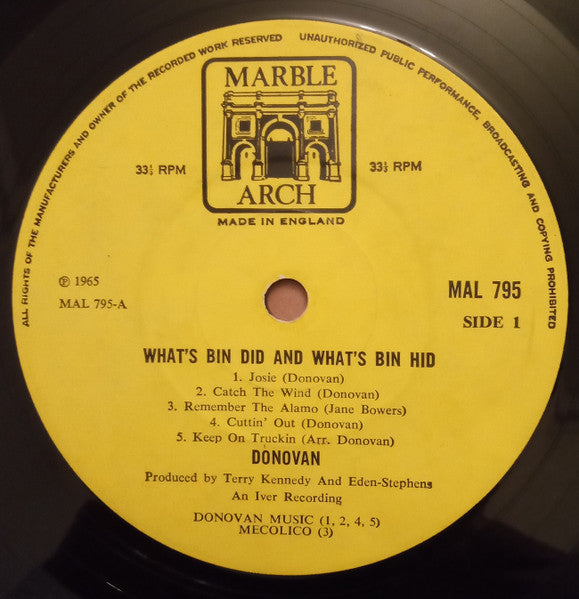 ALL RIGHTS OF THE MANUFACTURERS AND OWNER OF THE RECORDED WORK RESERVED UNAUTHORIZED PUBLIC PERFORMANCE, BROADCASTING AND COPYING PROHIBITED
MARBLE
ARCH
33⅓ RPM
33⅓ RPM
MADE IN ENGLAND
℗ 1965
MAL 795-A
MAL 795
SIDE 1
WHAT'S BIN DID AND WHAT'S BIN HID
1. Josie (Donovan)
2. Catch The Wind (Donovan)
3. Remember The Alamo (Jane Bowers)
4. Cuttin' Out (Donovan)
5. Keep On Truckin (Arr. Donovan)
DONOVAN
Produced by Terry Kennedy And Eden-Stephens
An Iver Recording
DONOVAN MUSIC (1, 2, 4, 5)
MECOLICO (3)